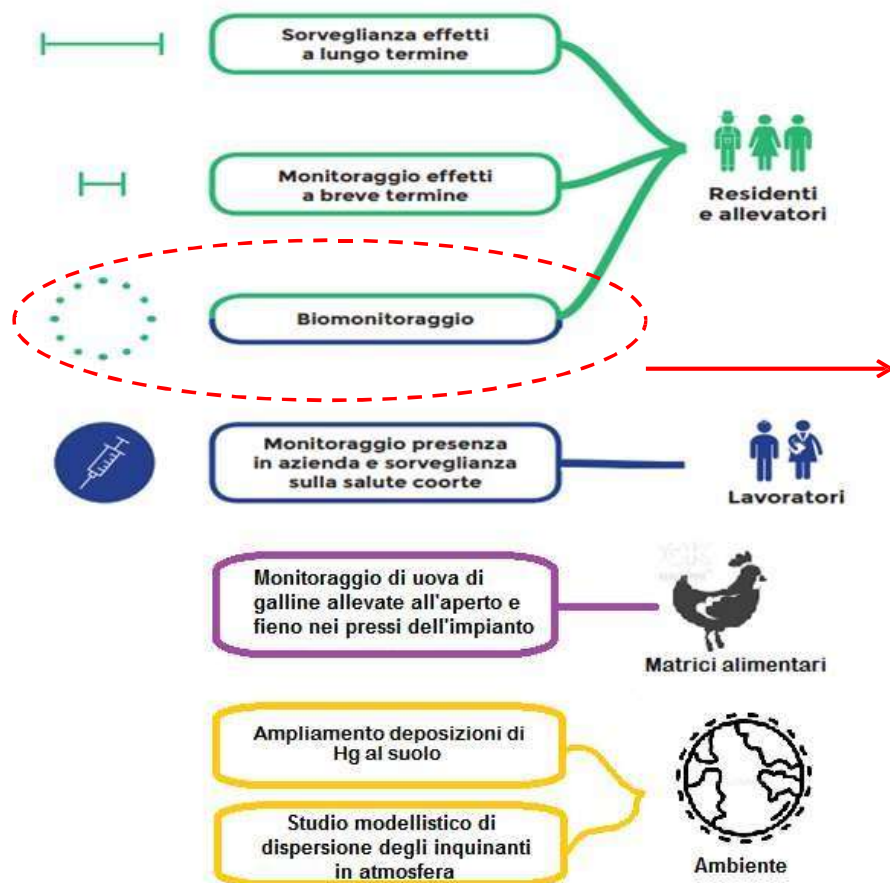 Sorveglianza effetti
a lungo termine
Monitoraggio effetti
a breve termine
Residenti
e allevatori
Biomonitoraggio
Monitoraggio presenza
in azienda e sorveglianza
sulla salute coorte
Lavoratori
Monitoraggio di uova di
galline allevate all'aperto e
fieno nei pressi dell'impianto
Matrici alimentari
Ampliamento deposizioni di
Hg al suolo
Studio modellistico di
dispersione degli inquinanti
in atmosfera
Ambiente